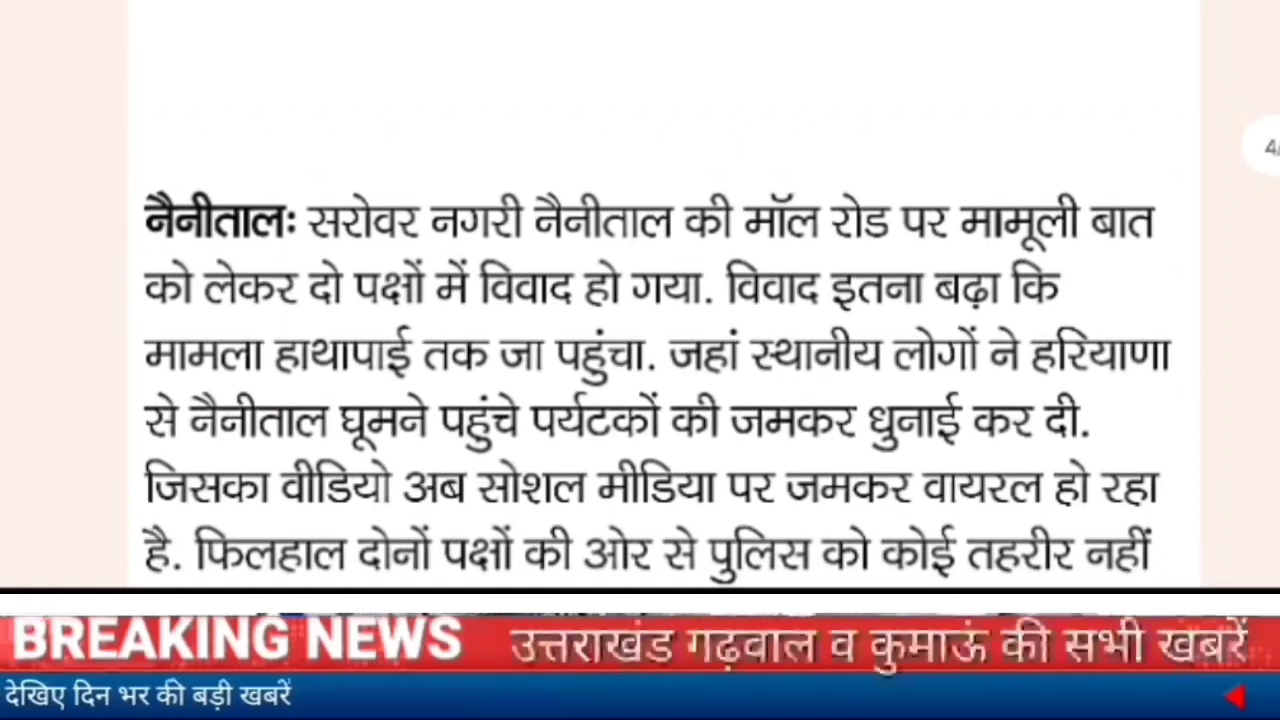 नैनीतालः सरोवर नगरी नैनीताल की मॉल रोड पर मामूली बात
को लेकर दो पक्षों में विवाद हो गया. विवाद इतना बढ़ा कि
मामला हाथापाई तक जा पहुंचा. जहां स्थानीय लोगों ने हरियाणा
से नैनीताल घूमने पहुंचे पर्यटकों की जमकर धुनाई कर दी.
जिसका वीडियो अब सोशल मीडिया पर जमकर वायरल हो रहा
है. फिलहाल दोनों पक्षों की ओर से पुलिस को कोई तहरीर नहीं
BREAKING NEWS उत्तराखंड गढ़वाल व कुमाऊं की सभी खबरें
देखिए दिन भर की बड़ी खबरें